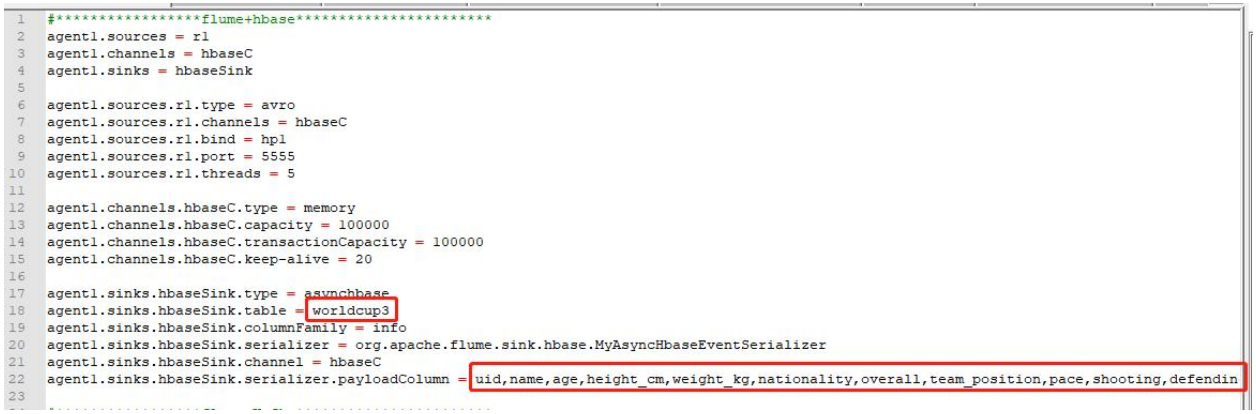 1 #*****************flume+hbase***********************
2 agent1.sources = r1
3 agent1.channels = hbaseC
4 agent1.sinks = hbaseSink
5
6 agent1.sources.r1.type = avro
7 agent1.sources.r1.channels = hbaseC
8 agent1.sources.r1.bind = hp1
9 agent1.sources.r1.port = 5555
10 agent1.sources.r1.threads = 5
11
12 agent1.channels.hbaseC.type = memory
13 agent1.channels.hbaseC.capacity = 100000
14 agent1.channels.hbaseC.transactionCapacity = 100000
15 agent1.channels.hbaseC.keep-alive = 20
16
17 agent1.sinks.hbaseSink.type = asynchbase
18 agent1.sinks.hbaseSink.table = worldcup3
19 agent1.sinks.hbaseSink.columnFamily = info
20 agent1.sinks.hbaseSink.serializer = org.apache.flume.sink.hbase.MyAsyncHbaseEventSerializer
21 agent1.sinks.hbaseSink.channel = hbaseC
22 agent1.sinks.hbaseSink.serializer.payloadColumn = uid,name,age,height_cm,weight_kg,nationality,overall,team_position,pace,shooting,defendin
23